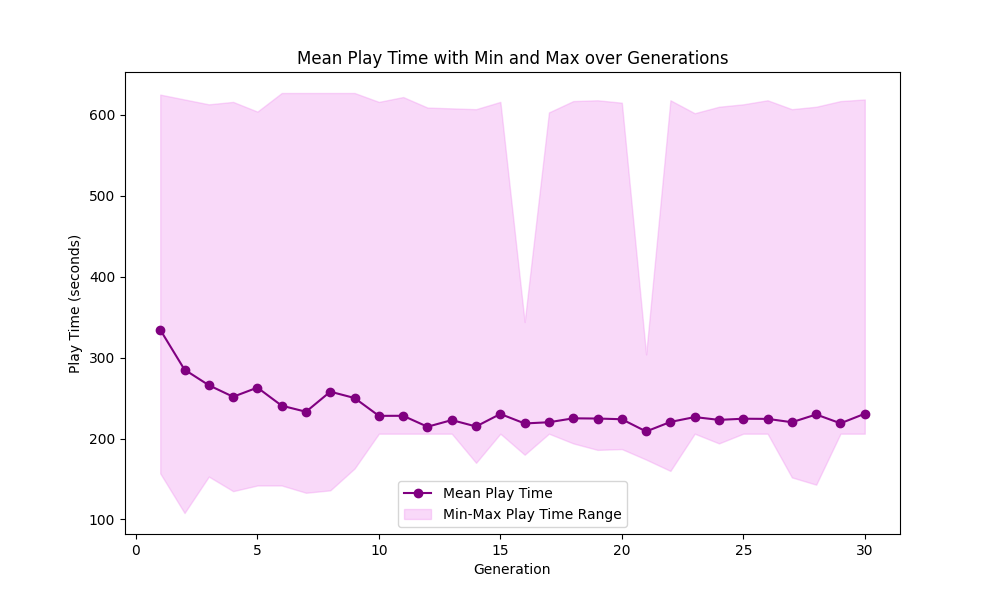 Mean Play Time with Min and Max over Generations
Play Time (seconds)
600
500
400
300
200
100
Mean Play Time
Min-Max Play Time Range
0 5 10 15 20 25 30
Generation